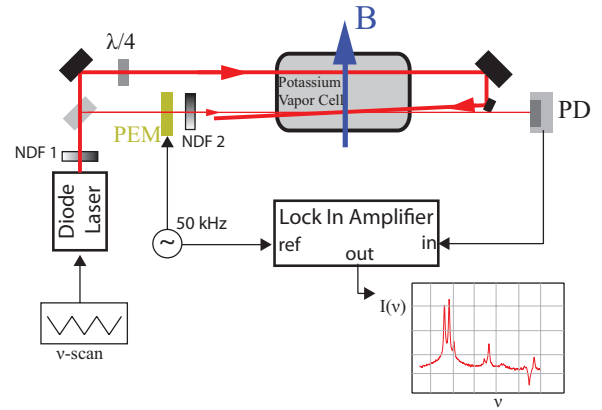 B
λ/4
Potassium
Vapor Cell
PD
PEM
NDF 2
NDF 1
Diode
Laser
50 kHz
~
Lock In Amplifier
ref
in
out
I(ν)
ν-scan
ν